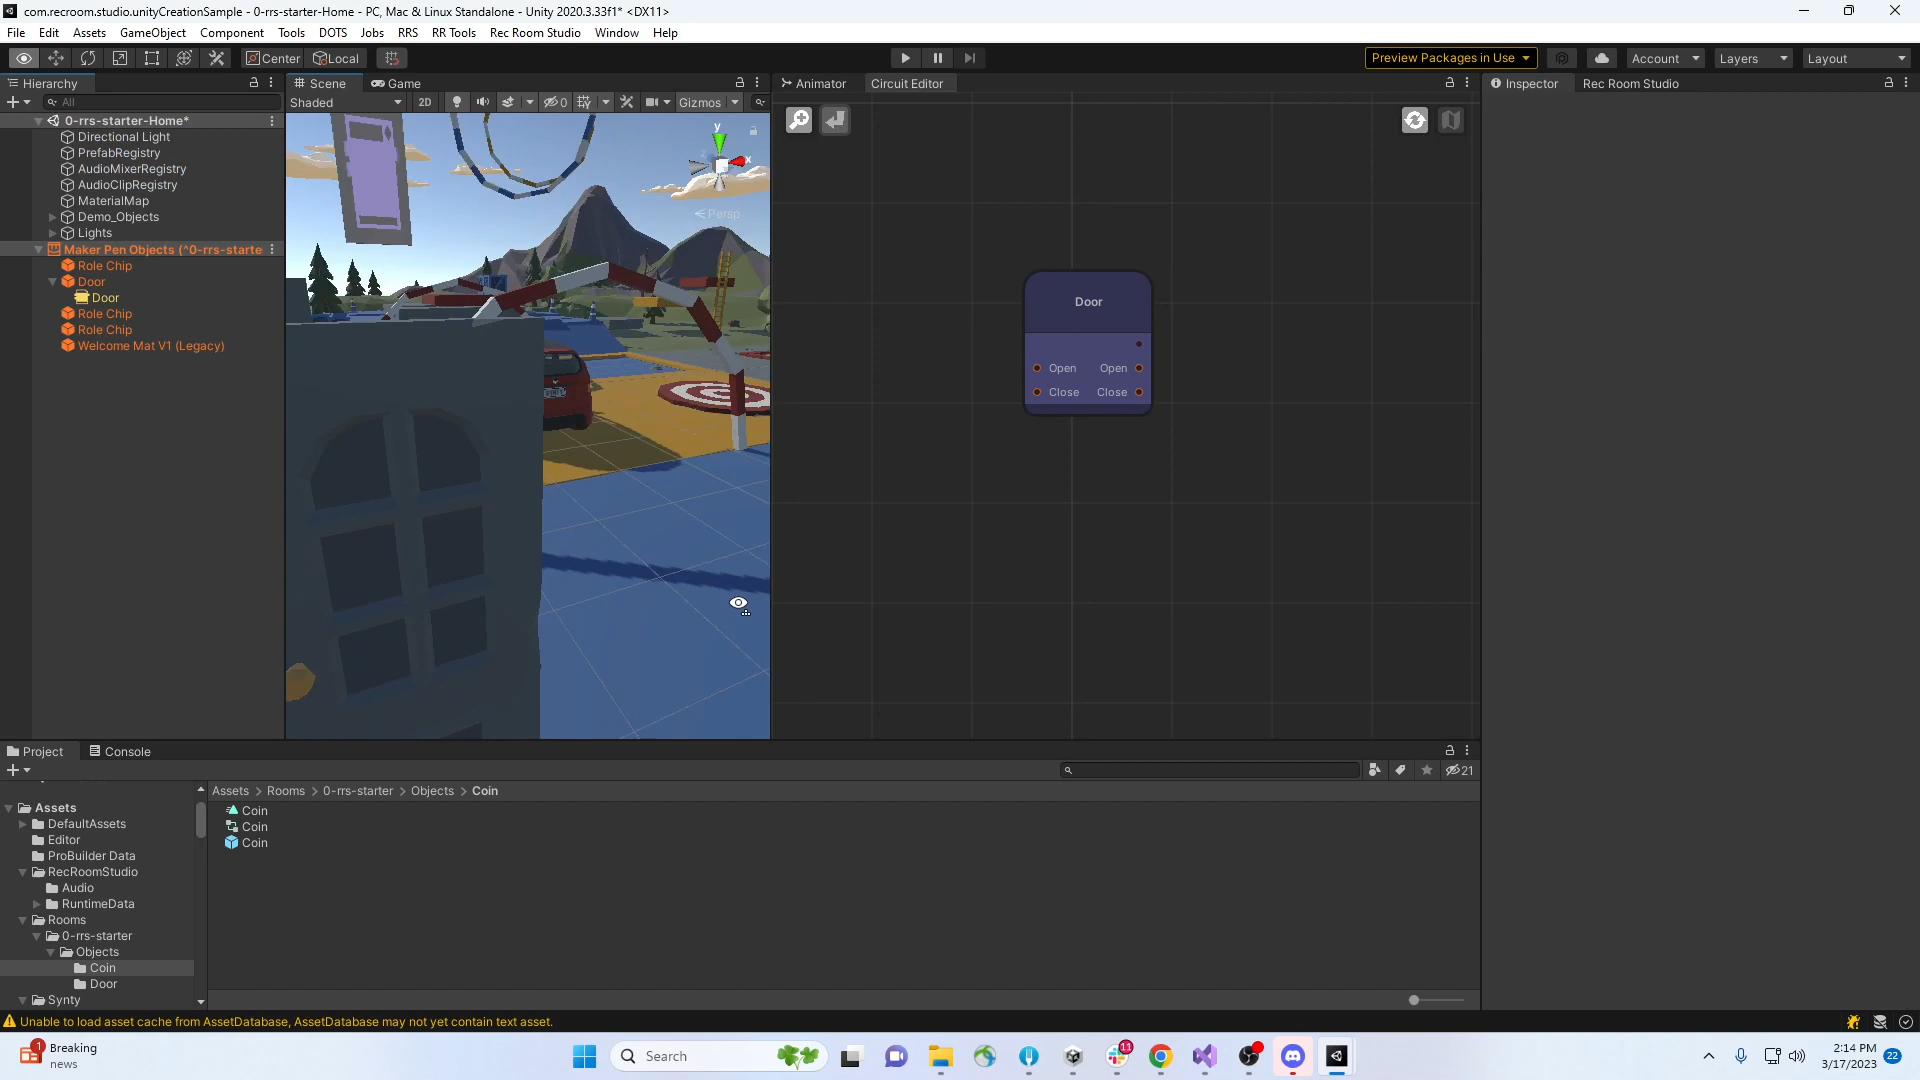 com.recroom.studio.unityCreationSample - 0-rrs-starter-Home - PC, Mac & Linux Standalone - Unity 2020.3.33f1* <DX11>
File Edit Assets GameObject Component Tools DOTS Jobs RRS RR Tools Rec Room Studio Window Help
Center Local Preview Packages in Use Account Layers Layout
Hierarchy Scene Game Animator Circuit Editor Inspector Rec Room Studio
All Shaded 2D 0 Gizmos
0-rrs-starter-Home*
Directional Light
PrefabRegistry
AudioMixerRegistry
AudioClipRegistry
MaterialMap
Demo_Objects
Lights
Maker Pen Objects (^0-rrs-starte
Role Chip
Door
Door
Role Chip
Role Chip
Welcome Mat V1 (Legacy)
y
x
Persp
Door
Open Open
Close Close
Project Console
21
Assets > Rooms > 0-rrs-starter > Objects > Coin
Coin
Coin
Coin
Assets
DefaultAssets
Editor
ProBuilder Data
RecRoomStudio
Audio
RuntimeData
Rooms
0-rrs-starter
Objects
Coin
Door
Synty
Unable to load asset cache from AssetDatabase, AssetDatabase may not yet contain text asset.
1 Breaking
news
Search
11
2:14 PM
3/17/2023
22